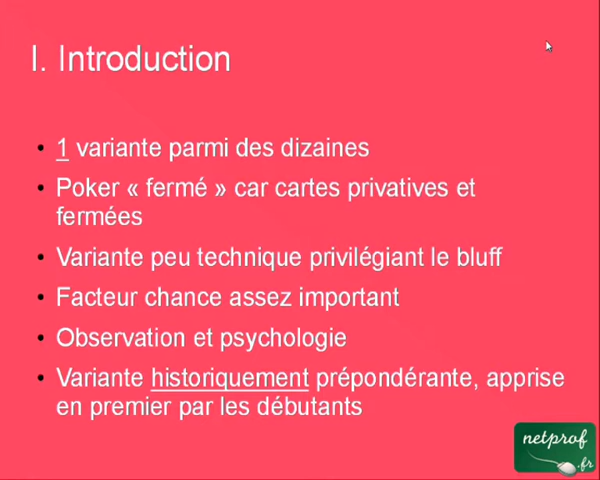 I. Introduction
• 1 variante parmi des dizaines
• Poker « fermé » car cartes privatives et
fermées
• Variante peu technique privilégiant le bluff
• Facteur chance assez important
• Observation et psychologie
• Variante historiquement prépondérante, apprise
en premier par les débutants
netprof
.fr